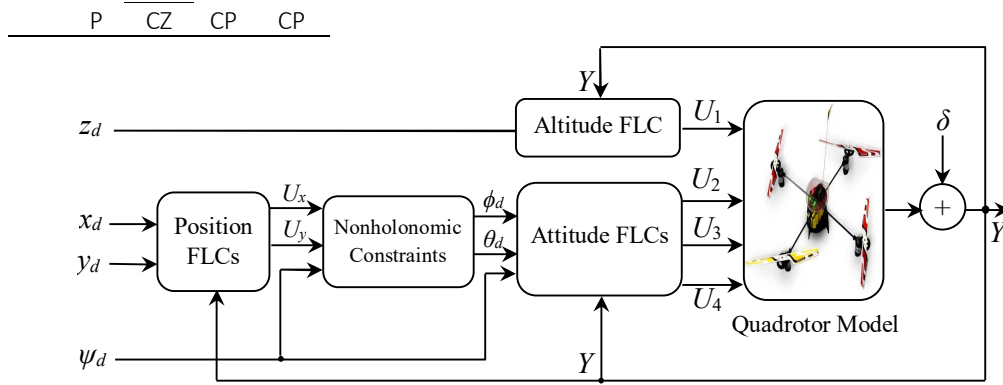 P CZ CP CP
Y
z_d
Altitude FLC
U_1
δ
x_d
y_d
Position
FLCs
U_x
U_y
Nonholonomic
Constraints
ϕ_d
θ_d
Attitude FLCs
U_2
U_3
U_4
+
Y
Quadrotor Model
ψ_d
Y